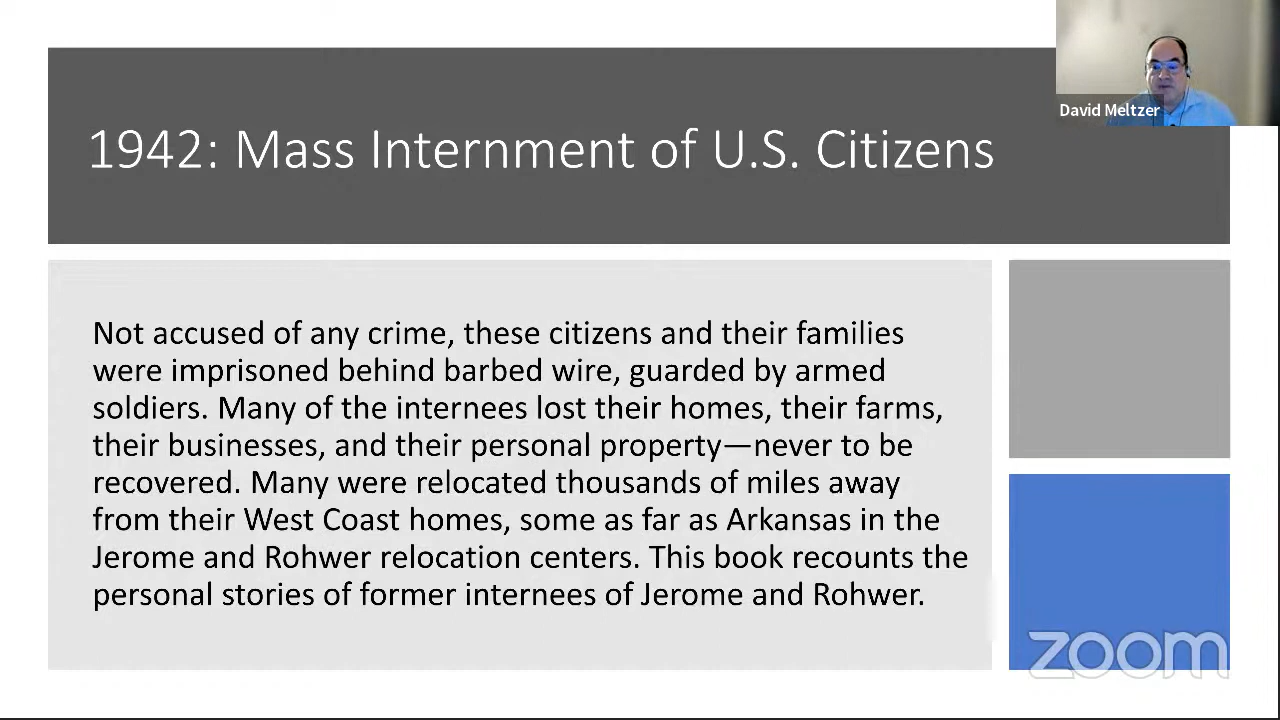 David Meltzer
1942: Mass Internment of U.S. Citizens
Not accused of any crime, these citizens and their families
were imprisoned behind barbed wire, guarded by armed
soldiers. Many of the internees lost their homes, their farms,
their businesses, and their personal property—never to be
recovered. Many were relocated thousands of miles away
from their West Coast homes, some as far as Arkansas in the
Jerome and Rohwer relocation centers. This book recounts the
personal stories of former internees of Jerome and Rohwer.
zoom